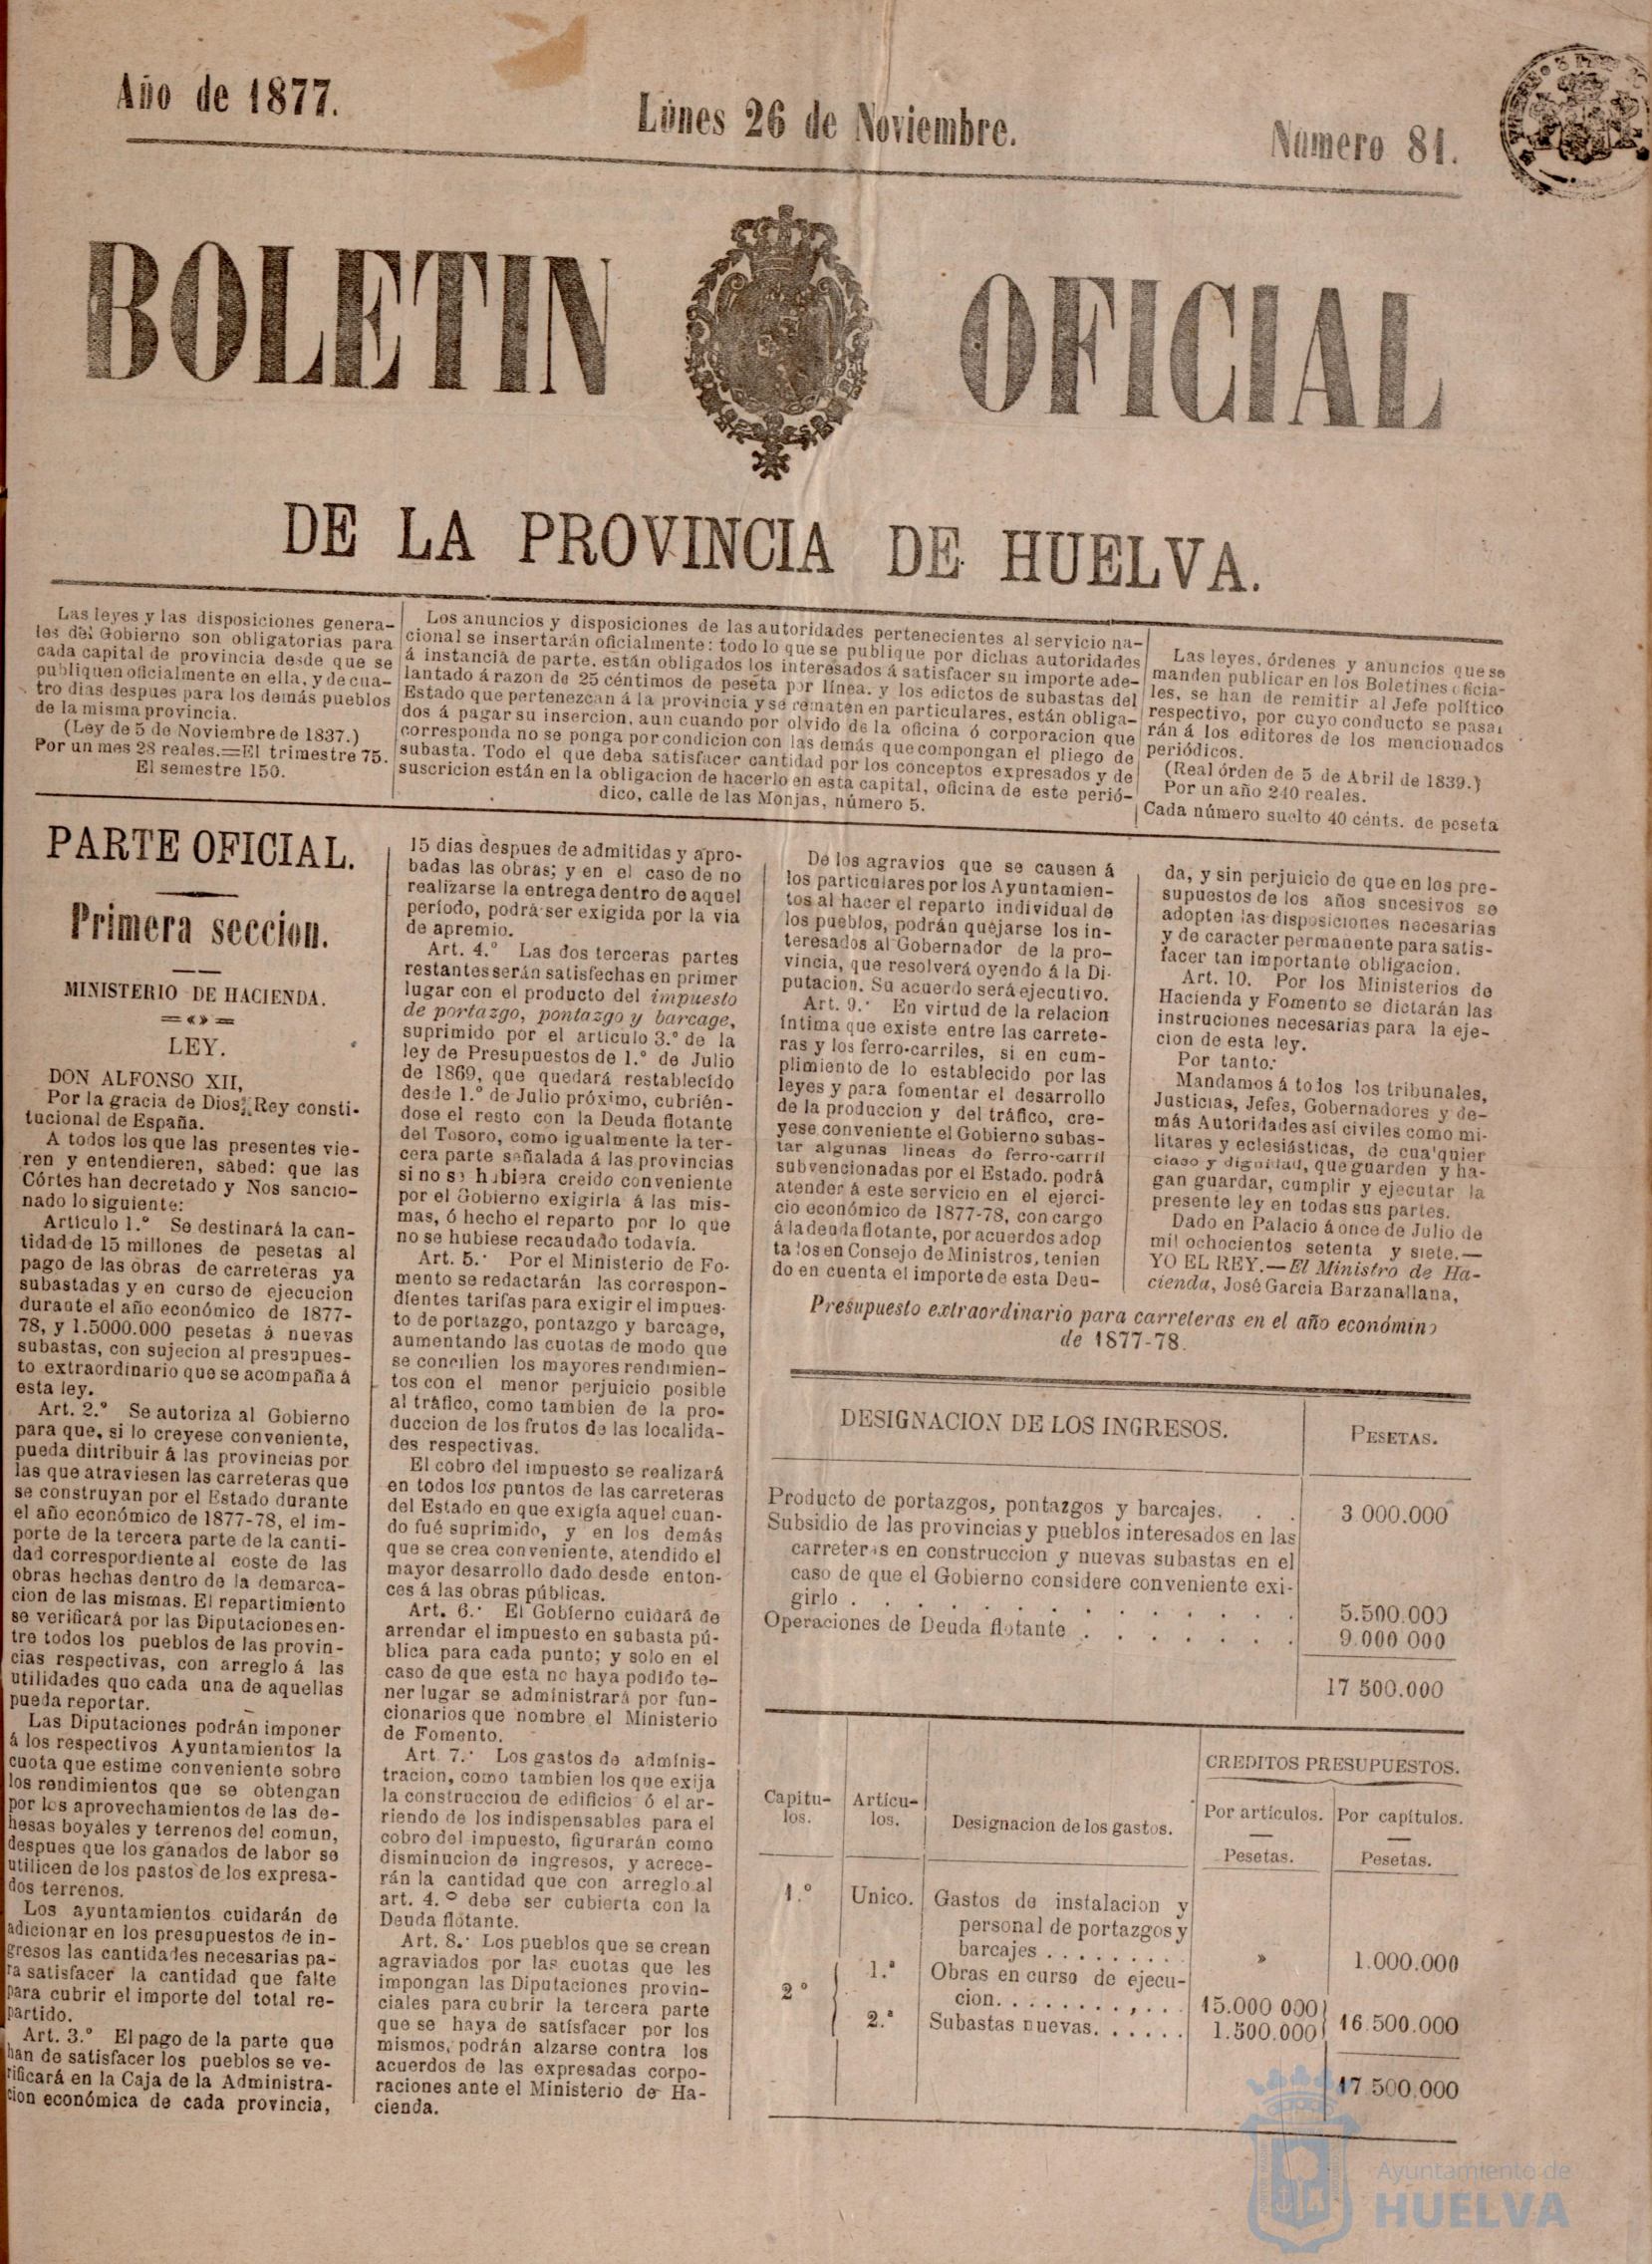 Año de 1877.
Lúnes 26 de Noviembre.
Número 81.
BOLETIN OFICIAL
DE LA PROVINCIA DE HUELVA.
Las leyes y las disposiciones genera-
les del Gobierno son obligatorias para
cada capital de provincia desde que se
publiquen oficialmente en ella, y de cua-
tro dias despues para los demás pueblos
de la misma provincia.
(Ley de 5 de Noviembre de 1837.)
Por un mes 28 reales.=El trimestre 75.
El semestre 150.
Los anuncios y disposiciones de las autoridades pertenecientes al servicio na-
cional se insertarán oficialmente: todo lo que se publique por dichas autoridades
á instancia de parte. están obligados los interesados á satisfacer su importe ade-
lantado á razon de 25 céntimos de peseta por línea. y los edictos de subastas del
Estado que pertenezcan á la provincia y se rematen en particulares, están obliga-
dos á pagar su insercion, aun cuando por olvido de la oficina ó corporacion que
corresponda no se ponga por condicion con las demás que compongan el pliego de
subasta. Todo el que deba satisfacer cantidad por los conceptos expresados y de
suscricion están en la obligacion de hacerlo en esta capital, oficina de este perió-
dico, calle de las Monjas, número 5.
Las leyes, órdenes y anuncios que se
manden publicar en los Boletines oficia-
les, se han de remitir al Jefe político
respectivo, por cuyo conducto se pasa-
rán á los editores de los mencionados
periódicos.
(Real órden de 5 de Abril de 1839.)
Por un año 240 reales.
Cada número suelto 40 cénts. de peseta
PARTE OFICIAL.
Primera seccion.
MINISTERIO DE HACIENDA.
LEY.
DON ALFONSO XII,
Por la gracia de Dios, Rey consti-
tucional de España.
A todos los que las presentes vie-
ren y entendieren, sabed: que las
Córtes han decretado y Nos sancio-
nado lo siguiente:
Artículo 1.º Se destinará la can-
tidad de 15 millones de pesetas al
pago de las obras de carreteras ya
subastadas y en curso de ejecucion
durante el año económico de 1877-
78, y 1.5000.000 pesetas á nuevas
subastas, con sujecion al presupues-
to extraordinario que se acompaña á
esta ley.
Art. 2.º Se autoriza al Gobierno
para que, si lo creyese conveniente,
pueda diitribuir á las provincias por
las que atraviesen las carreteras que
se construyan por el Estado durante
el año económico de 1877-78, el im-
porte de la tercera parte de la canti-
dad correspordiente al coste de las
obras hechas dentro de la demarca-
cion de las mismas. El repartimiento
se verificará por las Diputaciones en-
tre todos los pueblos de las provin-
cias respectivas, con arreglo á las
utilidades quo cada una de aquellas
pueda reportar.
Las Diputaciones podrán imponer
á los respectivos Ayuntamientos la
cuota que estime conveniente sobre
los rendimientos que se obtengan
por los aprovechamientos de las de-
hesas boyales y terrenos del comun,
despues que los ganados de labor se
utilicen de los pastos de los expresa-
dos terrenos.
Los ayuntamientos cuidarán de
adicionar en los presupuestos de in-
gresos las cantidades necesarias pa-
ra satisfacer la cantidad que falte
para cubrir el importe del total re-
partido.
Art. 3.º El pago de la parte que
han de satisfacer los pueblos se ve-
rificará en la Caja de la Administra-
cion económica de cada provincia,
15 dias despues de admitidas y apro-
badas las obras; y en el caso de no
realizarse la entrega dentro de aquel
período, podrá ser exigida por la via
de apremio.
Art. 4.º Las dos terceras partes
restantes serán satisfechas en primer
lugar con el producto del impuesto
de portazgo, pontazgo y barcage,
suprimido por el artículo 3.º de la
ley de Presupuestos de 1.º de Julio
de 1869, que quedará restablecido
desde 1.º de Julio próximo, cubrién-
dose el resto con la Deuda flotante
del Tosoro, como igualmente la ter-
cera parte señalada á las provincias
si no se hubiera creido conveniente
por el Gobierno exigirla á las mis-
mas, ó hecho el reparto por lo que
no se hubiese recaudado todavía.
Art. 5.º Por el Ministerio de Fo-
mento se redactarán las correspon-
dientes tarifas para exigir el impues-
to de portazgo, pontazgo y barcage,
aumentando las cuotas de modo que
se concilien los mayores rendimien-
tos con el menor perjuicio posible
al tráfico, como tambien de la pro-
duccion de los frutos de las localida-
des respectivas.
El cobro del impuesto se realizará
en todos los puntos de las carreteras
del Estado en que exigía aquel cuan-
do fué suprimido, y en los demás
que se crea conveniente, atendido el
mayor desarrollo dado desde enton-
ces á las obras públicas.
Art. 6.º El Gobierno cuidará de
arrendar el impuesto en subasta pú-
blica para cada punto; y solo en el
caso de que esta no haya podido te-
ner lugar se administrará por fun-
cionarios que nombre el Ministerio
de Fomento.
Art 7.º Los gastos de adminis-
tracion, como tambien los que exija
la construccion de edificios ó el ar-
riendo de los indispensables para el
cobro del impuesto, figurarán como
disminucion de ingresos, y acrece-
rán la cantidad que con arreglo al
art. 4.º debe ser cubierta con la
Deuda flotante.
Art. 8.º Los pueblos que se crean
agraviados por las cuotas que les
impongan las Diputaciones provin-
ciales para cubrir la tercera parte
que se haya de satisfacer por los
mismos, podrán alzarse contra los
acuerdos de las expresadas corpo-
raciones ante el Ministerio de Ha-
cienda.
De los agravios que se causen á
los particulares por los Ayuntamien-
tos al hacer el reparto individual de
los pueblos, podrán quejarse los in-
teresados al Gobernador de la pro-
vincia, que resolverá oyendo á la Di-
putacion. Su acuerdo será ejecutivo.
Art. 9.º En virtud de la relacion
íntima que existe entre las carrete-
ras y los ferro-carriles, si en cum-
plimiento de lo establecido por las
leyes y para fomentar el desarrollo
de la produccion y del tráfico, cre-
yese conveniente el Gobierno subas-
tar algunas lineas de ferro-carril
subvencionadas por el Estado. podrá
atender á este servicio en el ejerci-
cio económico de 1877-78, con cargo
á la deuda flotante, por acuerdos adop
tados en Consejo de Ministros, tenien
do en cuenta el importe de esta Deu-
da, y sin perjuicio de que en los pre-
supuestos de los años sucesivos se
adopten las disposiciones necesarias
y de caracter permanente para satis-
facer tan importante obligacion.
Art. 10. Por los Ministerios de
Hacienda y Fomento se dictarán las
instruciones necesarias para la eje-
cion de esta ley.
Por tanto:
Mandamos á todos los tribunales,
Justicias, Jefes, Gobernadores y de-
más Autoridades así civiles como mi-
litares y eclesiásticas, de cualquier
clase y dignidad, que guarden y ha-
gan guardar, cumplir y ejecutar la
presente ley en todas sus partes.
Dado en Palacio á once de Julio de
mil ochocientos setenta y siete.—
YO EL REY.—El Ministro de Ha-
cienda, José Garcia Barzanallana,
Presupuesto extraordinario para carreteras en el año económino
de 1877-78.
DESIGNACION DE LOS INGRESOS. PESETAS.
Producto de portazgos, pontazgos y barcajes. . . 3 000.000
Subsidio de las provincias y pueblos interesados en las
carreteras en construccion y nuevas subastas en el
caso de que el Gobierno considere conveniente exi-
girlo . . . . . . . . . . . . . 5.500.000
Operaciones de Deuda flotante . . . . . . . 9.000 000
17 500.000
CREDITOS PRESUPUESTOS.
Capitu-
los.
Artícu-
los.
Designacion de los gastos.
Por artículos.
Pesetas.
Por capítulos.
Pesetas.
1.º Unico. Gastos de instalacion y
personal de portazgos y
barcajes . . . . . . . . » 1.000.000
2º 1.ª Obras en curso de ejecu-
cion. . . . . . . . , . . . 15.000 000
2.ª Subastas nuevas. . . . . . 1.500.000 16.500.000
17.500.000
Ayuntamiento de
HUELVA